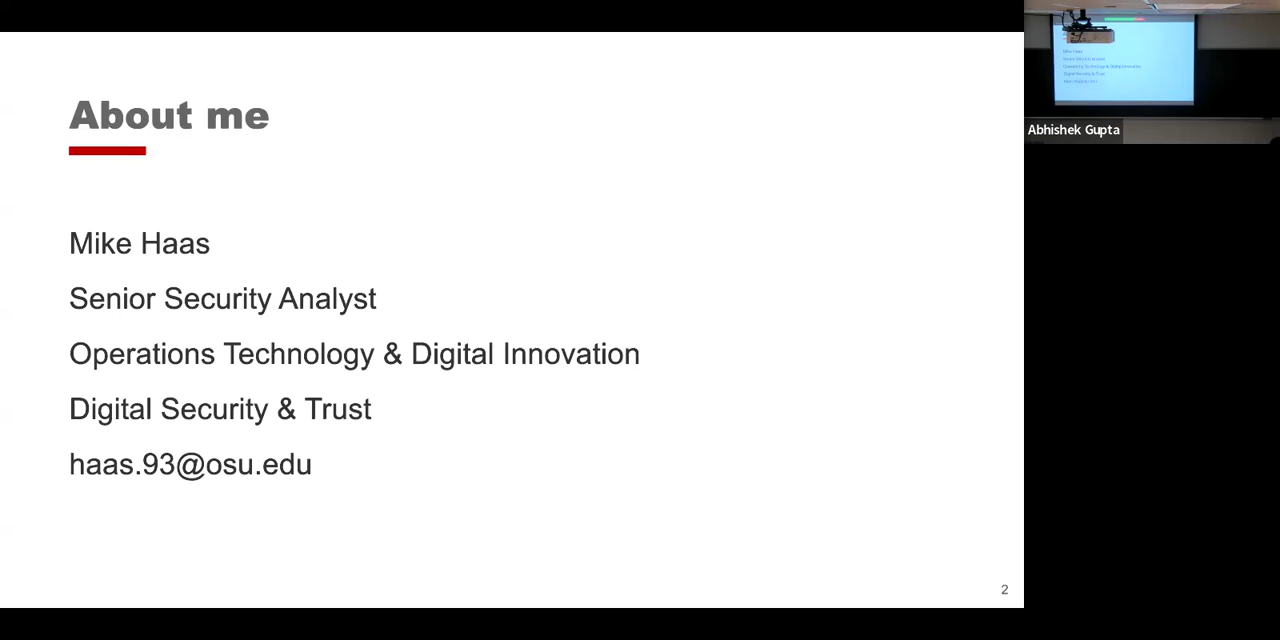 About me
Mike Haas
Senior Security Analyst
Operations Technology & Digital Innovation
Digital Security & Trust
haas.93@osu.edu
2
Abhishek Gupta